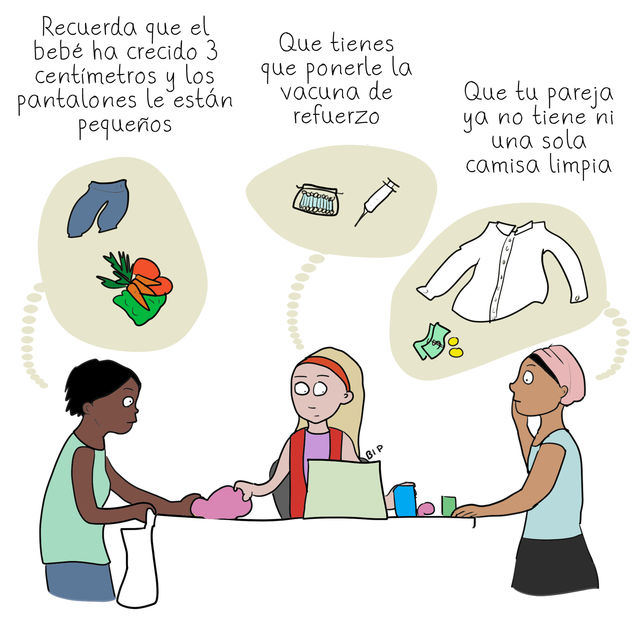 Recuerda que el
bebé ha crecido 3
centímetros y los
pantalones le están
pequeños
Que tienes
que ponerle la
vacuna de
refuerzo
Que tu pareja
ya no tiene ni
una sola
camisa limpia
BIP